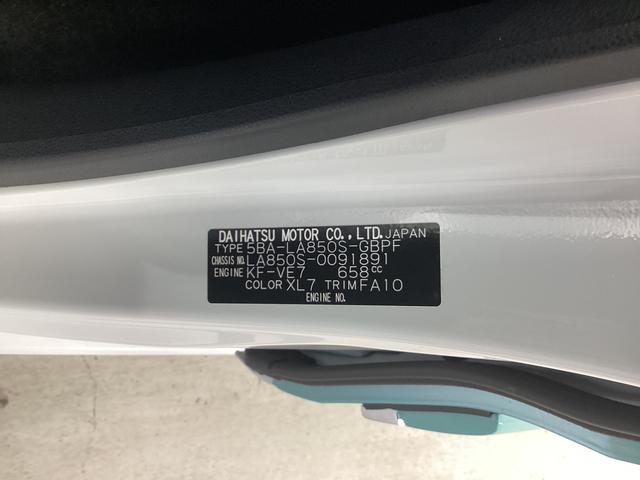 DAIHATSU MOTOR CO.,LTD. JAPAN
TYPE 5BA-LA850S-GBPF
CHASSIS NO. LA850S-0091891
ENGINE KF-VE7 658cc
COLOR XL7 TRIM FA10
ENGINE NO.